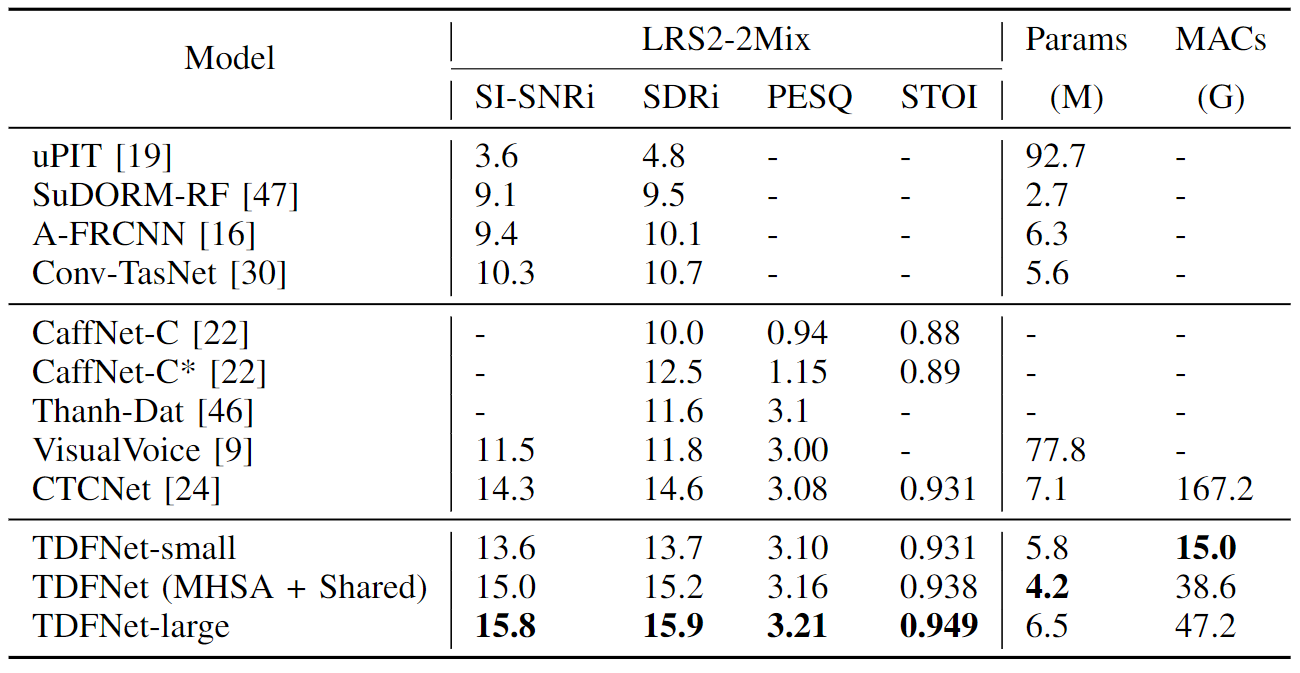 Model LRS2-2Mix Params MACs
SI-SNRi SDRi PESQ STOI (M) (G)
uPIT [19] 3.6 4.8 - - 92.7 -
SuDORM-RF [47] 9.1 9.5 - - 2.7 -
A-FRCNN [16] 9.4 10.1 - - 6.3 -
Conv-TasNet [30] 10.3 10.7 - - 5.6 -
CaffNet-C [22] - 10.0 0.94 0.88 - -
CaffNet-C* [22] - 12.5 1.15 0.89 - -
Thanh-Dat [46] - 11.6 3.1 - - -
VisualVoice [9] 11.5 11.8 3.00 - 77.8 -
CTCNet [24] 14.3 14.6 3.08 0.931 7.1 167.2
TDFNet-small 13.6 13.7 3.10 0.931 5.8 15.0
TDFNet (MHSA + Shared) 15.0 15.2 3.16 0.938 4.2 38.6
TDFNet-large 15.8 15.9 3.21 0.949 6.5 47.2